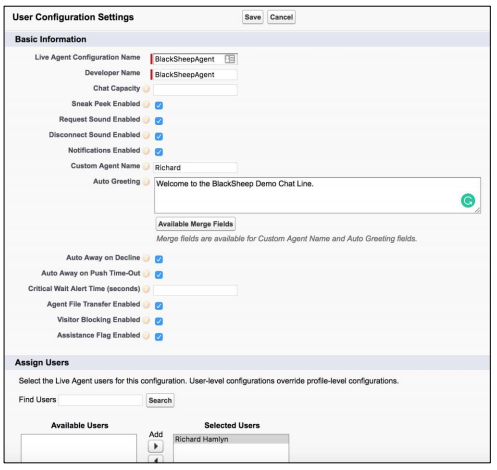 User Configuration Settings Save Cancel
Basic Information
Live Agent Configuration Name BlackSheepAgent
Developer Name BlackSheepAgent
Chat Capacity
Sneak Peek Enabled
Request Sound Enabled
Disconnect Sound Enabled
Notifications Enabled
Custom Agent Name Richard
Auto Greeting Welcome to the BlackSheep Demo Chat Line.
Available Merge Fields
Merge fields are available for Custom Agent Name and Auto Greeting fields.
Auto Away on Decline
Auto Away on Push Time-Out
Critical Wait Alert Time (seconds)
Agent File Transfer Enabled
Visitor Blocking Enabled
Assistance Flag Enabled
Assign Users
Select the Live Agent users for this configuration. User-level configurations override profile-level configurations.
Find Users Search
Available Users Selected Users
Add
Richard Hamlyn